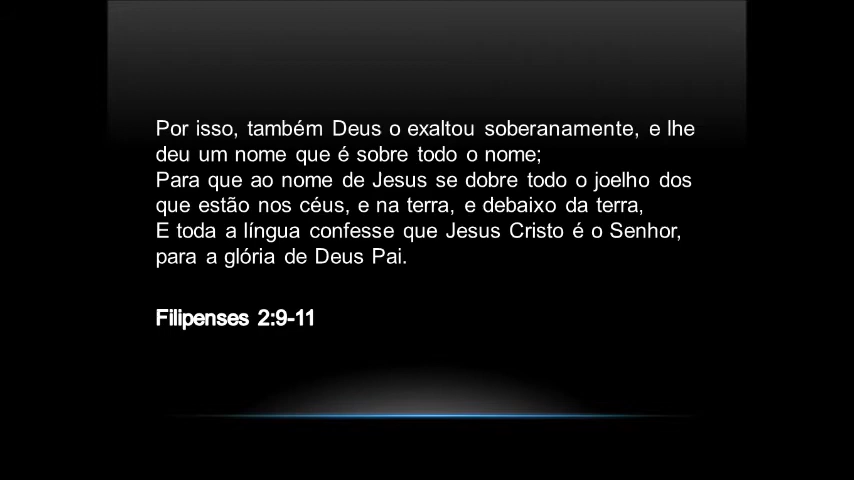 Por isso, também Deus o exaltou soberanamente, e lhe
deu um nome que é sobre todo o nome;
Para que ao nome de Jesus se dobre todo o joelho dos
que estão nos céus, e na terra, e debaixo da terra,
E toda a língua confesse que Jesus Cristo é o Senhor,
para a glória de Deus Pai.
Filipenses 2:9-11